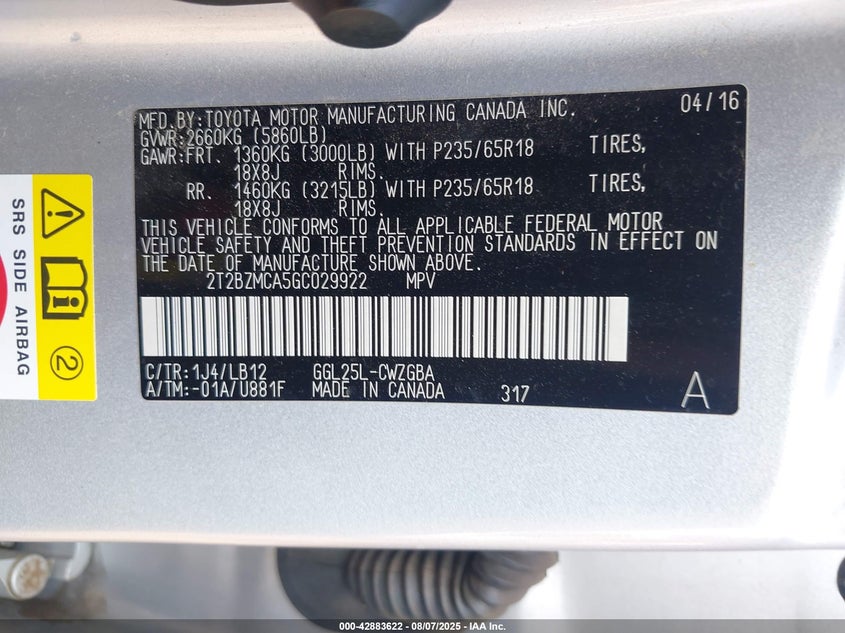 MFD.BY:TOYOTA MOTOR MANUFACTURING CANADA INC. 04/16
GVWR:2660KG (5860LB)
GAWR:FRT. 1360KG (3000LB) WITH P235/65R18 TIRES,
18X8J RIMS.
RR. 1460KG (3215LB) WITH P235/65R18 TIRES,
18X8J RIMS.
THIS VEHICLE CONFORMS TO ALL APPLICABLE FEDERAL MOTOR
VEHICLE SAFETY AND THEFT PREVENTION STANDARDS IN EFFECT ON
THE DATE OF MANUFACTURE SHOWN ABOVE.
2T2BZMCA5GC029922 MPV
C/TR:1J4/LB12 GGL25L-CWZGBA
A/TM:-01A/U881F MADE IN CANADA 317 A
SRS SIDE AIRBAG
2
000-42883622 - 08/07/2025 - IAA Inc.